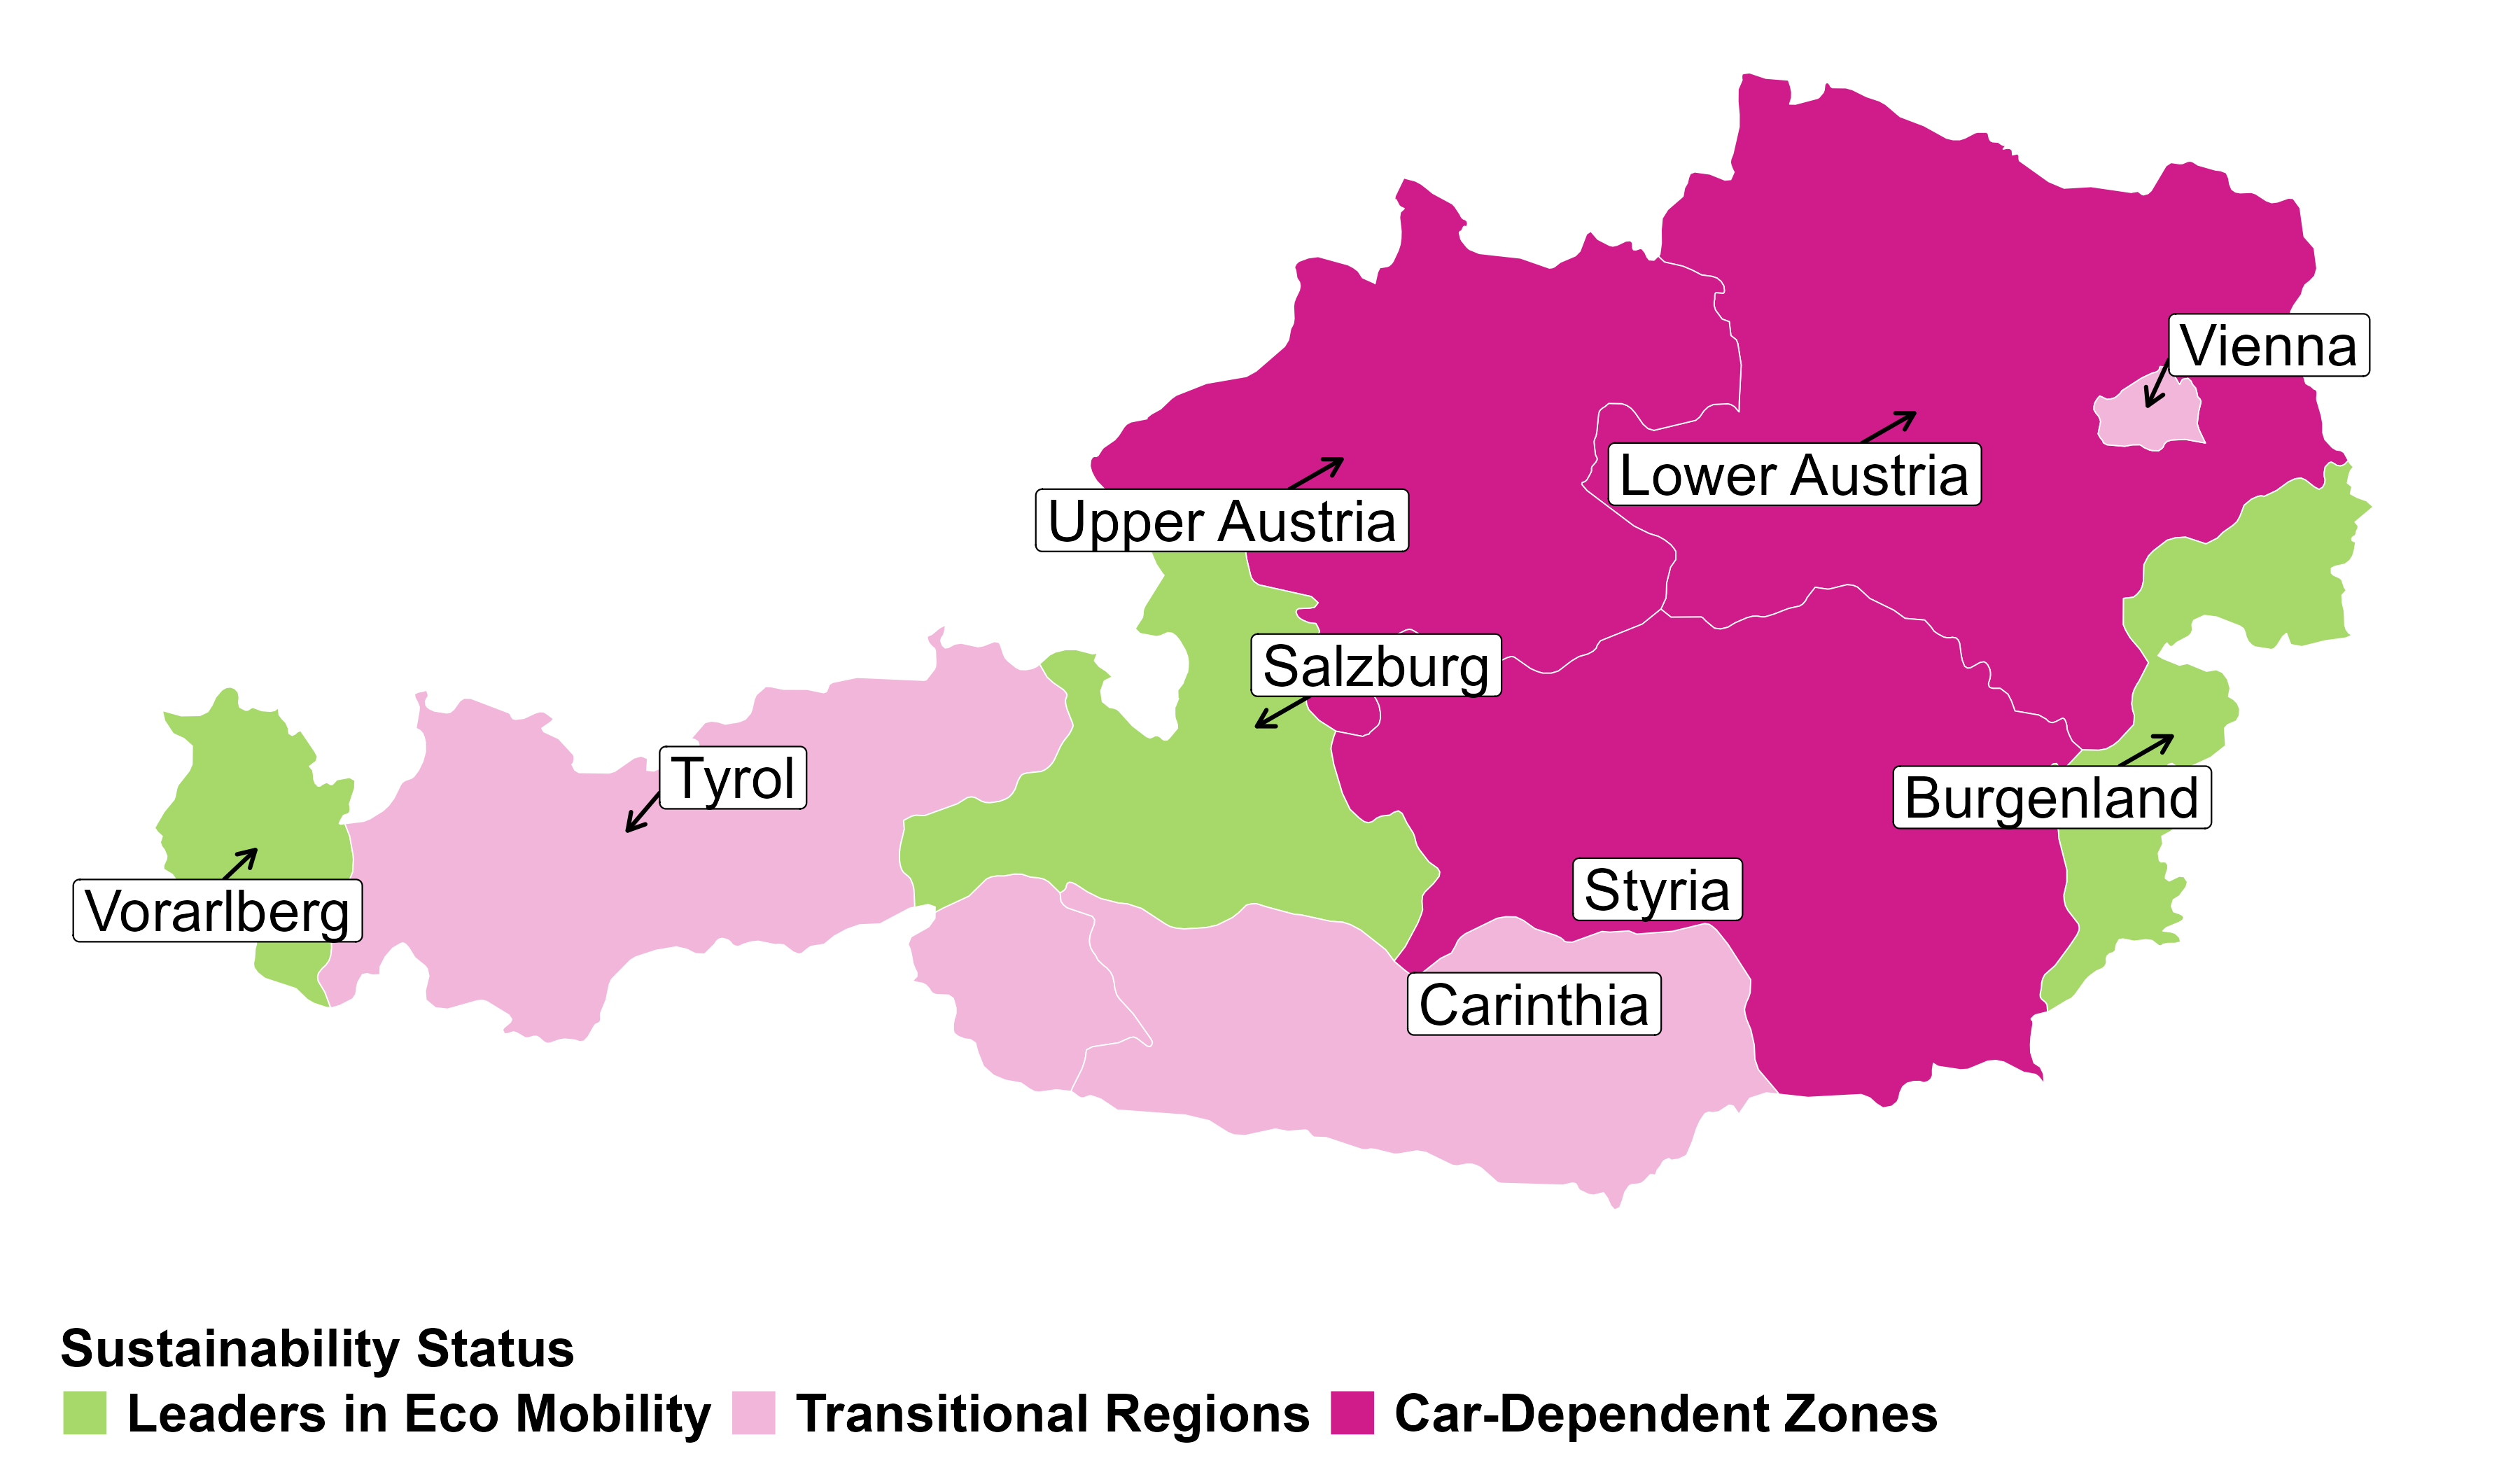 Vienna
Lower Austria
Upper Austria
Salzburg
Tyrol
Burgenland
Styria
Vorarlberg
Carinthia
Sustainability Status
Leaders in Eco Mobility Transitional Regions Car-Dependent Zones